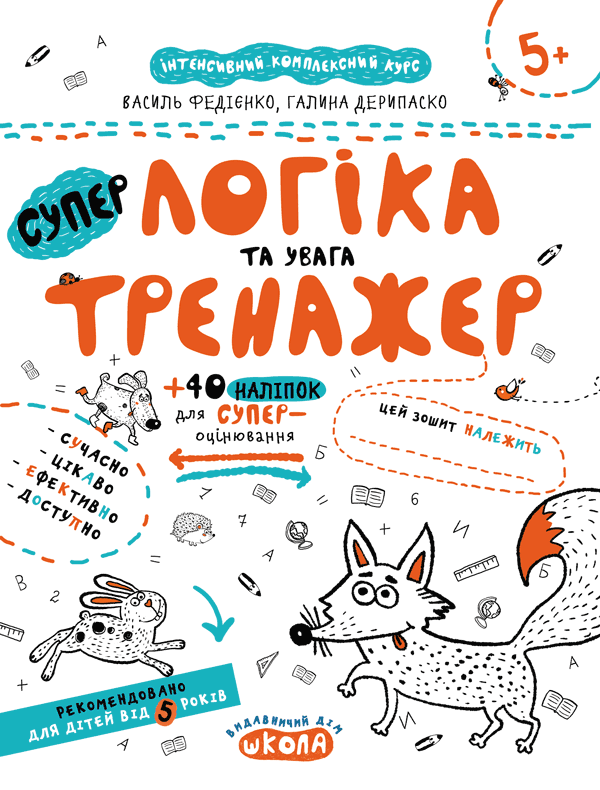 ІНТЕНСИВНИЙ КОМПЛЕКСНИЙ КУРС
5+
ВАСИЛЬ ФЕДІЄНКО, ГАЛИНА ДЕРИПАСКО
СУПЕР
ЛОГІКА
ТА УВАГА
ТРЕНАЖЕР
+40 НАЛІПОК
для СУПЕР–
оцінювання
ЦЕЙ ЗОШИТ НАЛЕЖИТЬ
- СУЧАСНО
- ЦІКАВО
- ЕФЕКТИВНО
- ДОСТУПНО
РЕКОМЕНДОВАНО
ДЛЯ ДІТЕЙ ВІД 5 РОКІВ
ВИДАВНИЧИЙ ДІМ
ШКОЛА